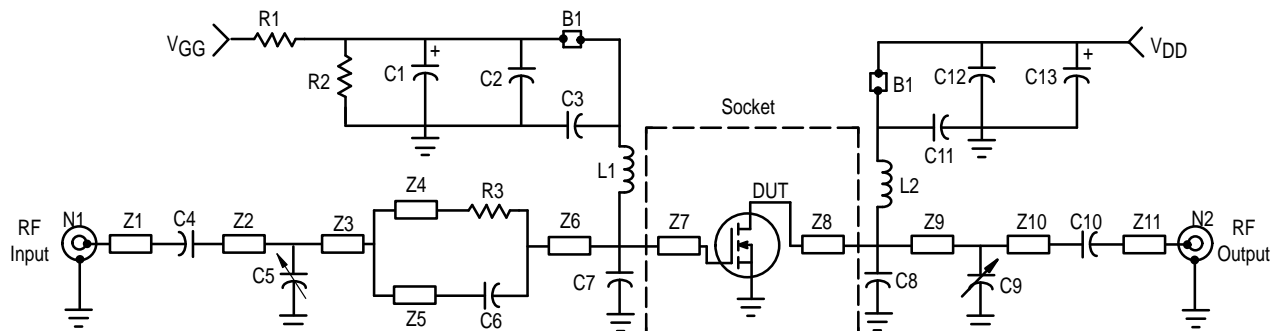 R1
B1
VGG
R2
C1
+
C2
C3
L1
Socket
DUT
B1
C12
C13
+
VDD
C11
L2
RF
Input
N1
Z1
C4
Z2
C5
Z3
Z4
R3
Z5
C6
Z6
C7
Z7
Z8
C8
Z9
C9
Z10
C10
Z11
N2
RF
Output